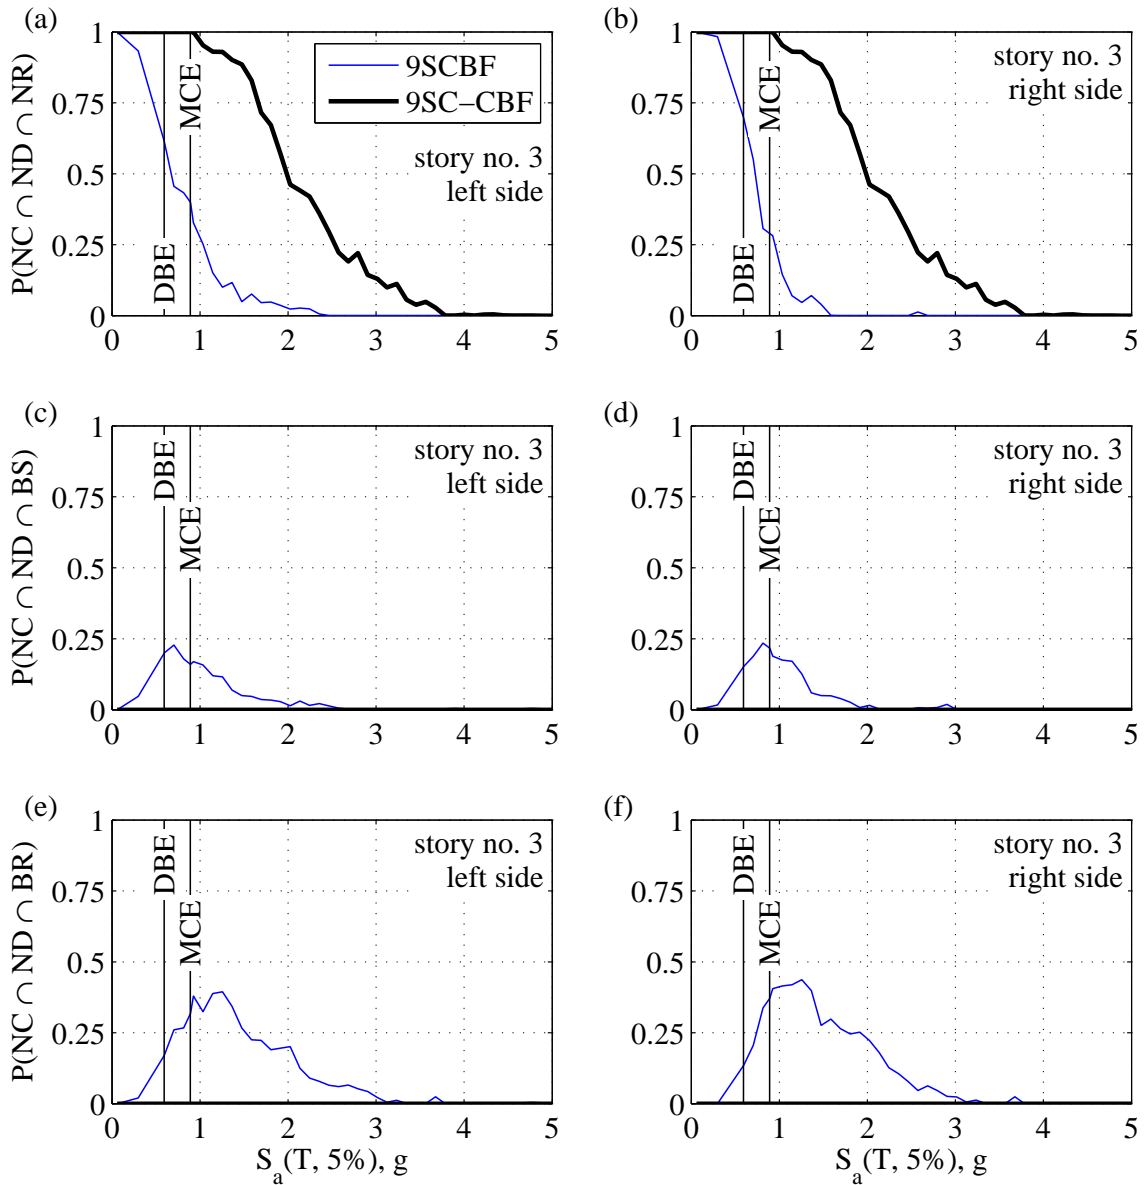 (a)
1
0.75
0.5
0.25
0
0 1 2 3 4 5
P(NC ∩ ND ∩ NR)
DBE
MCE
9SCBF
9SC−CBF
story no. 3
left side
(b)
1
0.75
0.5
0.25
0
0 1 2 3 4 5
DBE
MCE
story no. 3
right side
(c)
1
0.75
0.5
0.25
0
0 1 2 3 4 5
P(NC ∩ ND ∩ BS)
DBE
MCE
story no. 3
left side
(d)
1
0.75
0.5
0.25
0
0 1 2 3 4 5
DBE
MCE
story no. 3
right side
(e)
1
0.75
0.5
0.25
0
0 1 2 3 4 5
P(NC ∩ ND ∩ BR)
DBE
MCE
story no. 3
left side
S_a(T, 5%), g
(f)
1
0.75
0.5
0.25
0
0 1 2 3 4 5
DBE
MCE
story no. 3
right side
S_a(T, 5%), g